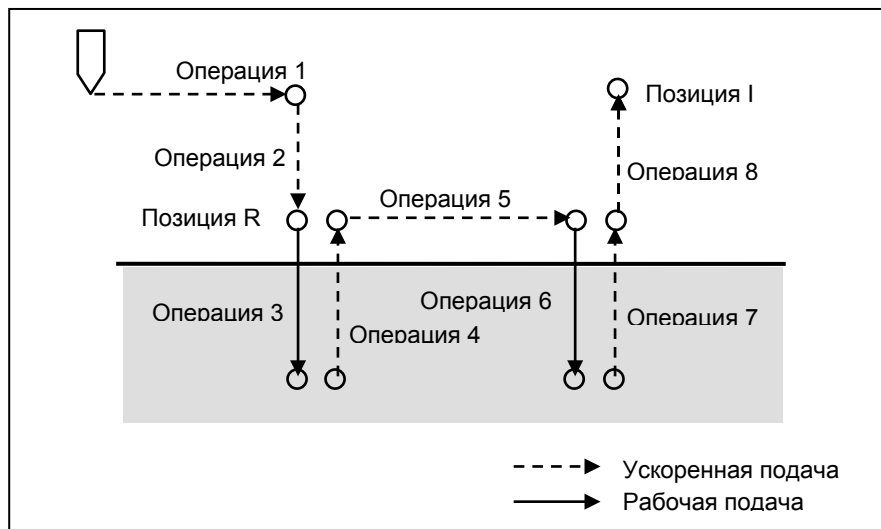 Операция 1
Позиция I
Операция 2
Операция 8
Операция 5
Позиция R
Операция 3
Операция 6
Операция 7
Операция 4
Ускоренная подача
Рабочая подача